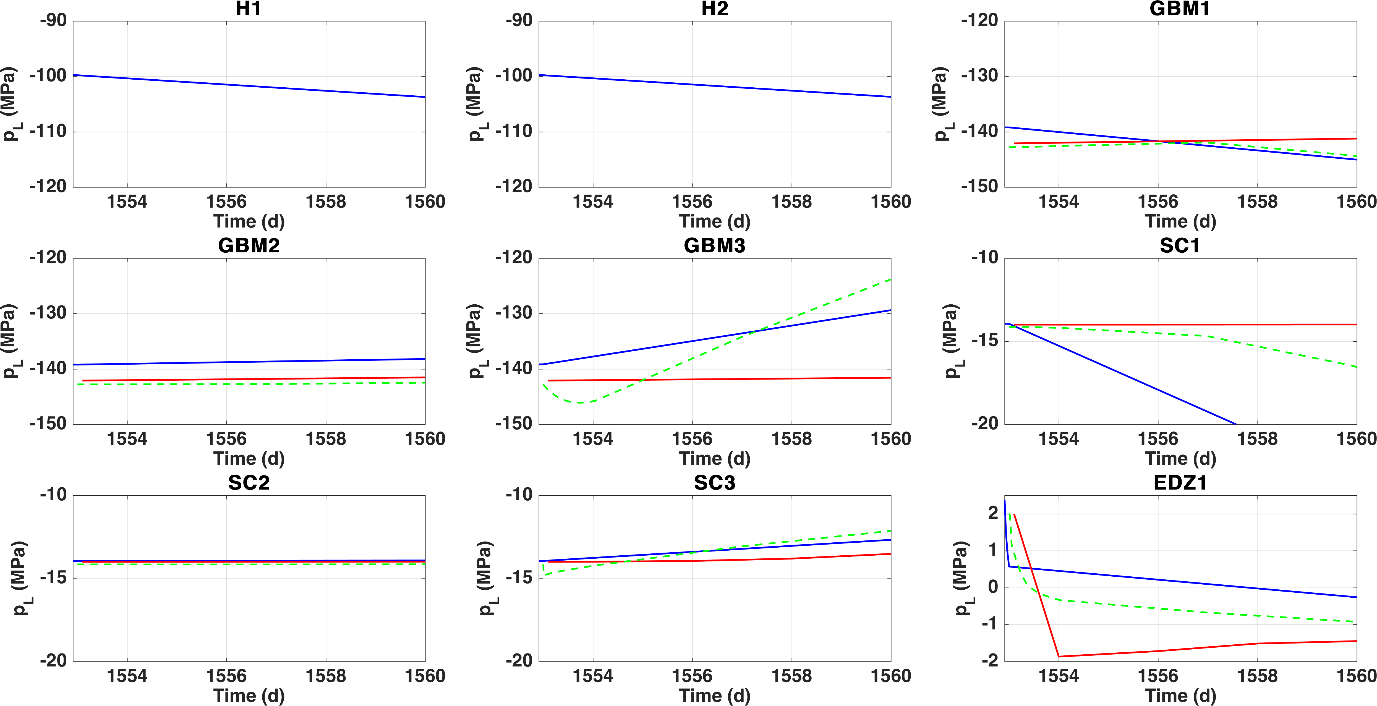 H1
-90
-100
-110
-120
p_L (MPa)
1554 1556 1558 1560
Time (d)
H2
-90
-100
-110
-120
p_L (MPa)
1554 1556 1558 1560
Time (d)
GBM1
-120
-130
-140
-150
p_L (MPa)
1554 1556 1558 1560
Time (d)
GBM2
-120
-130
-140
-150
p_L (MPa)
1554 1556 1558 1560
Time (d)
GBM3
-120
-130
-140
-150
p_L (MPa)
1554 1556 1558 1560
Time (d)
SC1
-10
-15
-20
p_L (MPa)
1554 1556 1558 1560
Time (d)
SC2
-10
-15
-20
p_L (MPa)
1554 1556 1558 1560
Time (d)
SC3
-10
-15
-20
p_L (MPa)
1554 1556 1558 1560
Time (d)
EDZ1
2
1
0
-1
-2
p_L (MPa)
1554 1556 1558 1560
Time (d)